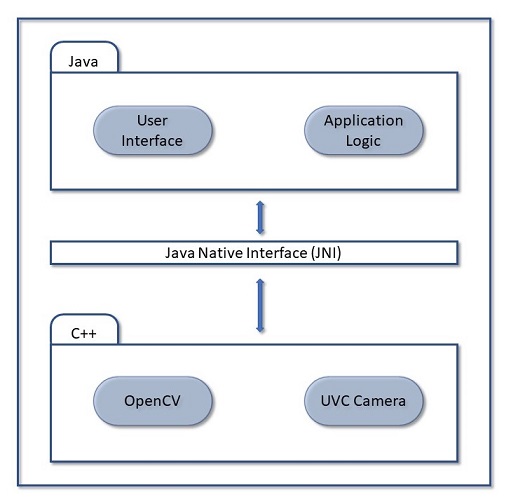 Java
User
Interface
Application
Logic
Java Native Interface (JNI)
C++
OpenCV
UVC Camera